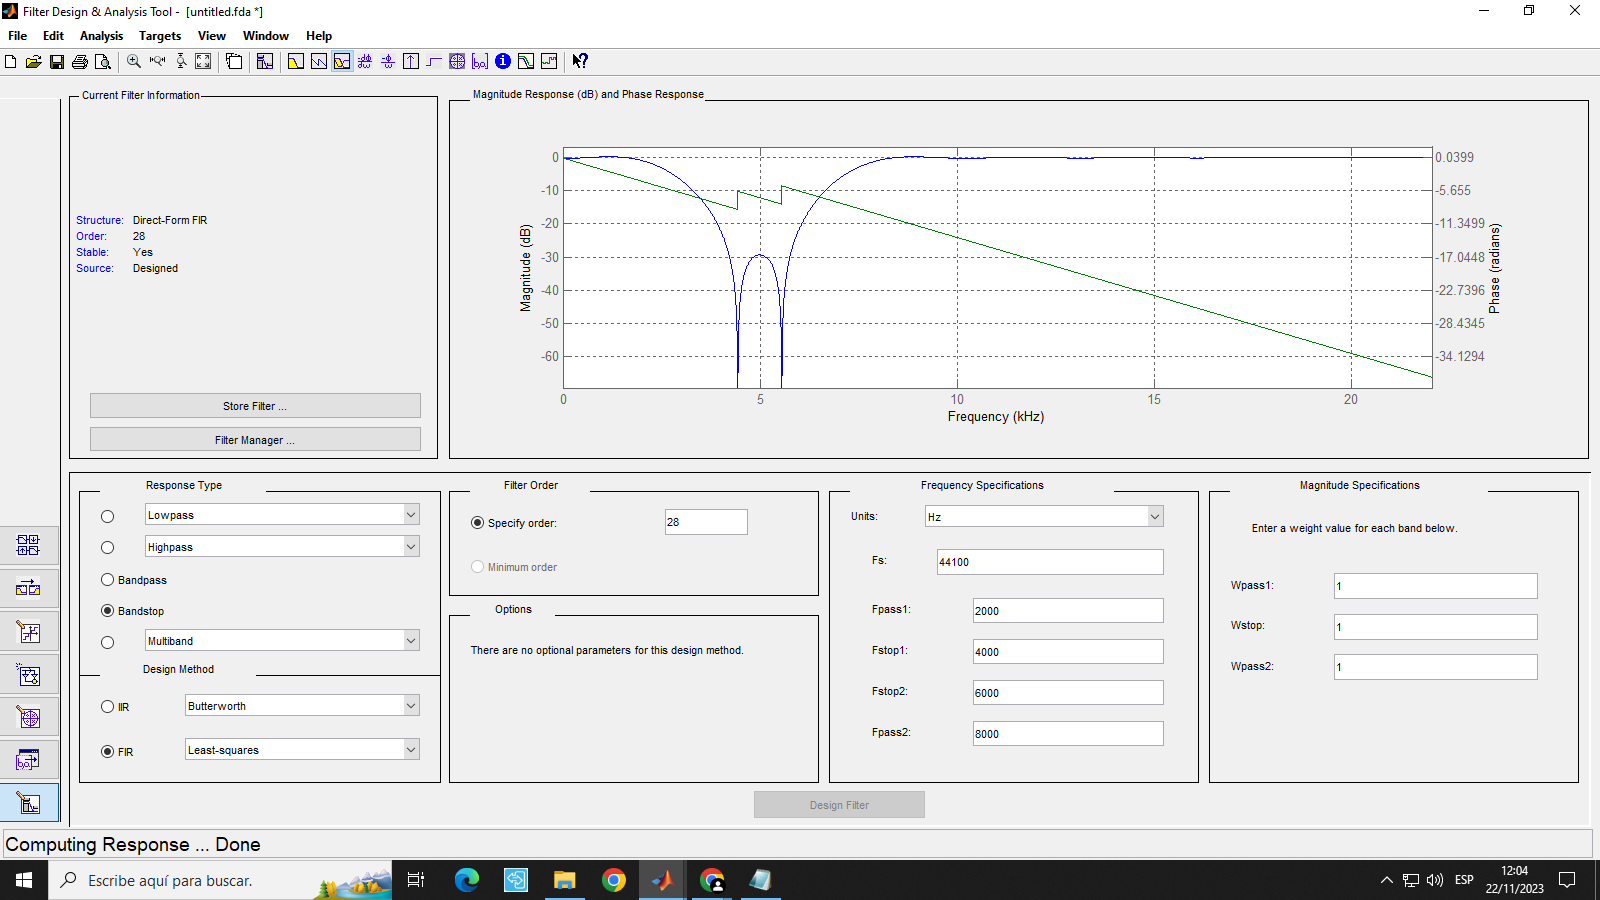 Filter Design & Analysis Tool - [untitled.fda *]
File Edit Analysis Targets View Window Help
Current Filter Information
Structure: Direct-Form FIR
Order: 28
Stable: Yes
Source: Designed
Store Filter ...
Filter Manager ...
Magnitude Response (dB) and Phase Response
Magnitude (dB)
0
-10
-20
-30
-40
-50
-60
0.0399
-5.655
-11.3499
-17.0448
-22.7396
-28.4345
-34.1294
Phase (radians)
0 5 10 15 20
Frequency (kHz)
Response Type
Lowpass
Highpass
Bandpass
Bandstop
Multiband
Design Method
IIR Butterworth
FIR Least-squares
Filter Order
Specify order: 28
Minimum order
Options
There are no optional parameters for this design method.
Frequency Specifications
Units: Hz
Fs: 44100
Fpass1: 2000
Fstop1: 4000
Fstop2: 6000
Fpass2: 8000
Magnitude Specifications
Enter a weight value for each band below.
Wpass1: 1
Wstop: 1
Wpass2: 1
Design Filter
Computing Response ... Done
Escribe aquí para buscar.
ESP
12:04
22/11/2023